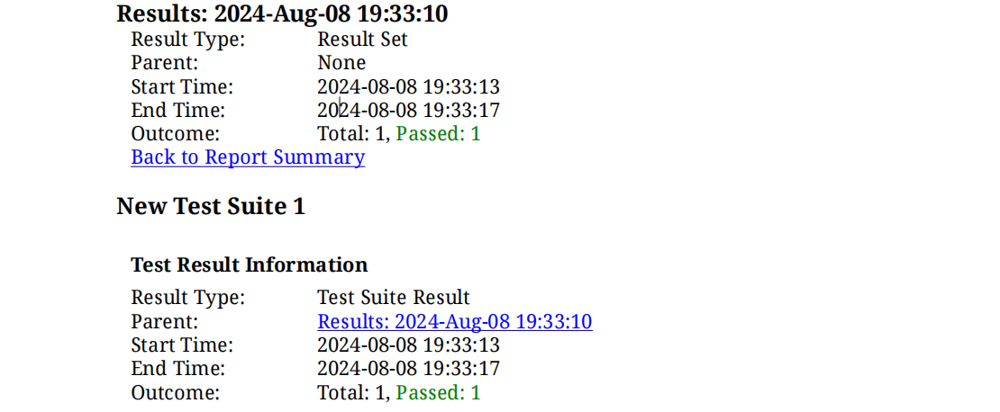 Results: 2024-Aug-08 19:33:10
Result Type: Result Set
Parent: None
Start Time: 2024-08-08 19:33:13
End Time: 2024-08-08 19:33:17
Outcome: Total: 1, Passed: 1
Back to Report Summary
New Test Suite 1
Test Result Information
Result Type: Test Suite Result
Parent: Results: 2024-Aug-08 19:33:10
Start Time: 2024-08-08 19:33:13
End Time: 2024-08-08 19:33:17
Outcome: Total: 1, Passed: 1